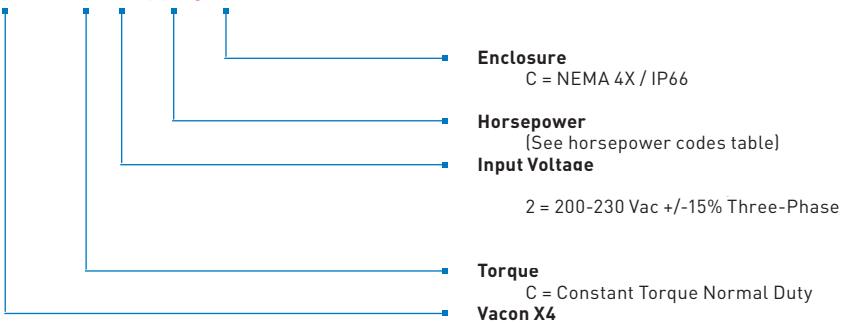 Enclosure
C = NEMA 4X / IP66
Horsepower
(See horsepower codes table)
Input Voltage
2 = 200-230 Vac +/-15% Three-Phase
Torque
C = Constant Torque Normal Duty
Vacon X4